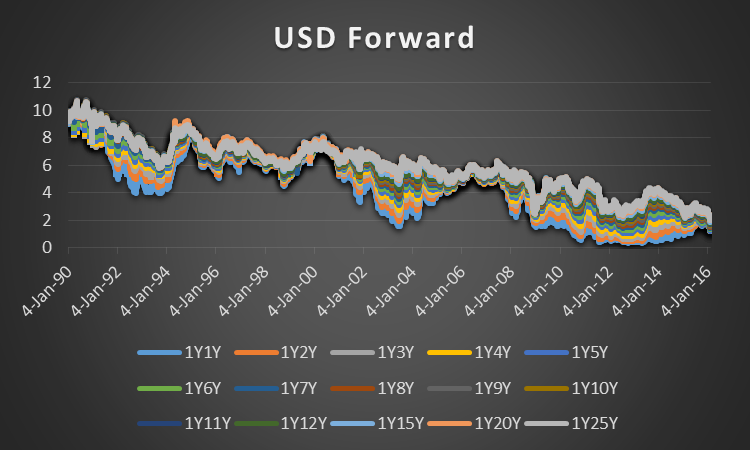 USD Forward
12
10
8
6
4
2
0
4-Jan-90 4-Jan-92 4-Jan-94 4-Jan-96 4-Jan-98 4-Jan-00 4-Jan-02 4-Jan-04 4-Jan-06 4-Jan-08 4-Jan-10 4-Jan-12 4-Jan-14 4-Jan-16
1Y1Y 1Y2Y 1Y3Y 1Y4Y 1Y5Y
1Y6Y 1Y7Y 1Y8Y 1Y9Y 1Y10Y
1Y11Y 1Y12Y 1Y15Y 1Y20Y 1Y25Y